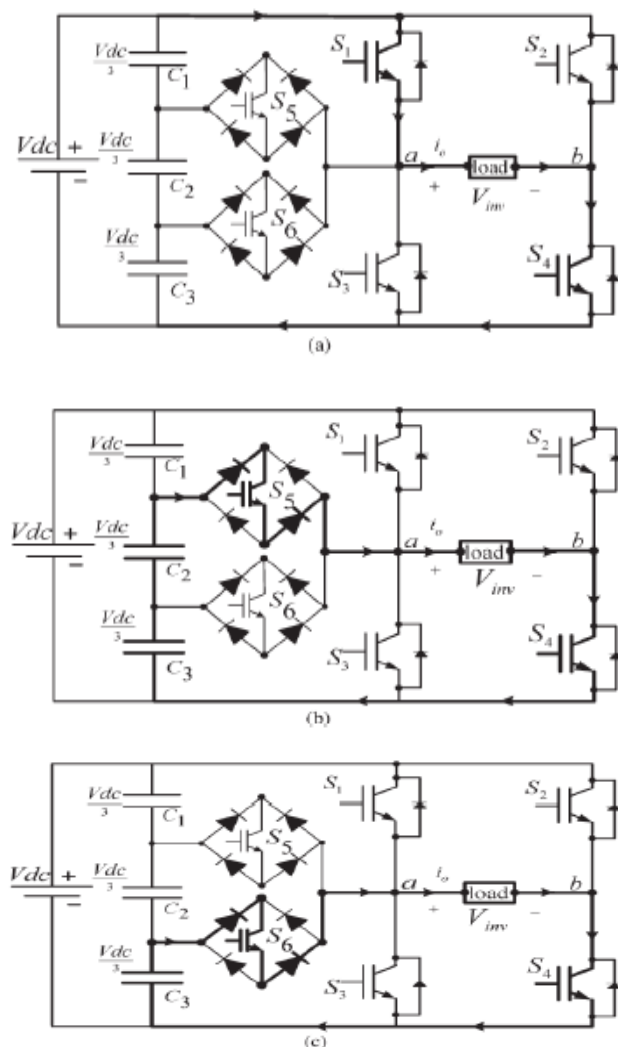 Vdc/3
C1
S1
S2
S5
Vdc +
−
Vdc/3
C2
a
io
load
b
+
Vinv
−
S6
Vdc/3
C3
S3
S4
(a)
Vdc/3
C1
S1
S2
S5
Vdc +
−
Vdc/3
C2
a
io
load
b
+
Vinv
−
S6
Vdc/3
C3
S3
S4
(b)
Vdc/3
C1
S1
S2
S5
Vdc +
−
Vdc/3
C2
a
io
load
b
+
Vinv
−
S6
Vdc/3
C3
S3
S4
(c)